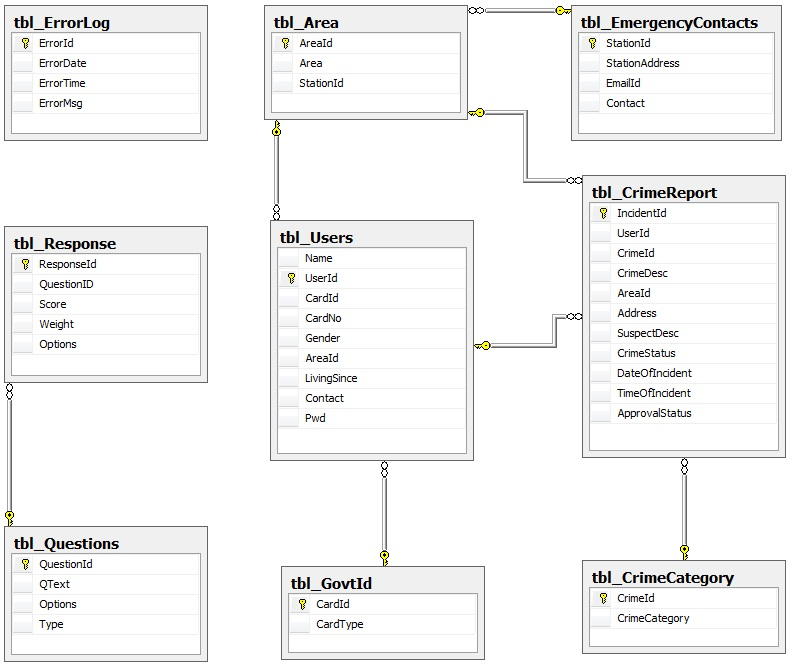 tbl_ErrorLog
ErrorId
ErrorDate
ErrorTime
ErrorMsg
tbl_Area
AreaId
Area
StationId
tbl_EmergencyContacts
StationId
StationAddress
EmailId
Contact
tbl_Response
ResponseId
QuestionID
Score
Weight
Options
tbl_Users
Name
UserId
CardId
CardNo
Gender
AreaId
LivingSince
Contact
Pwd
tbl_CrimeReport
IncidentId
UserId
CrimeId
CrimeDesc
AreaId
Address
SuspectDesc
CrimeStatus
DateOfIncident
TimeOfIncident
ApprovalStatus
tbl_Questions
QuestionId
QText
Options
Type
tbl_GovtId
CardId
CardType
tbl_CrimeCategory
CrimeId
CrimeCategory